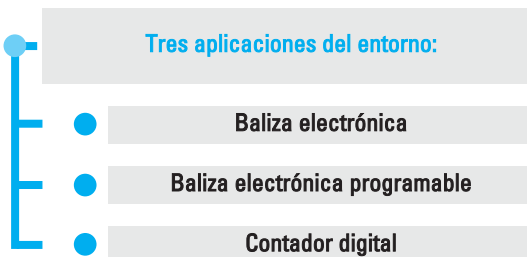 Tres aplicaciones del entorno:
Baliza electrónica
Baliza electrónica programable
Contador digital